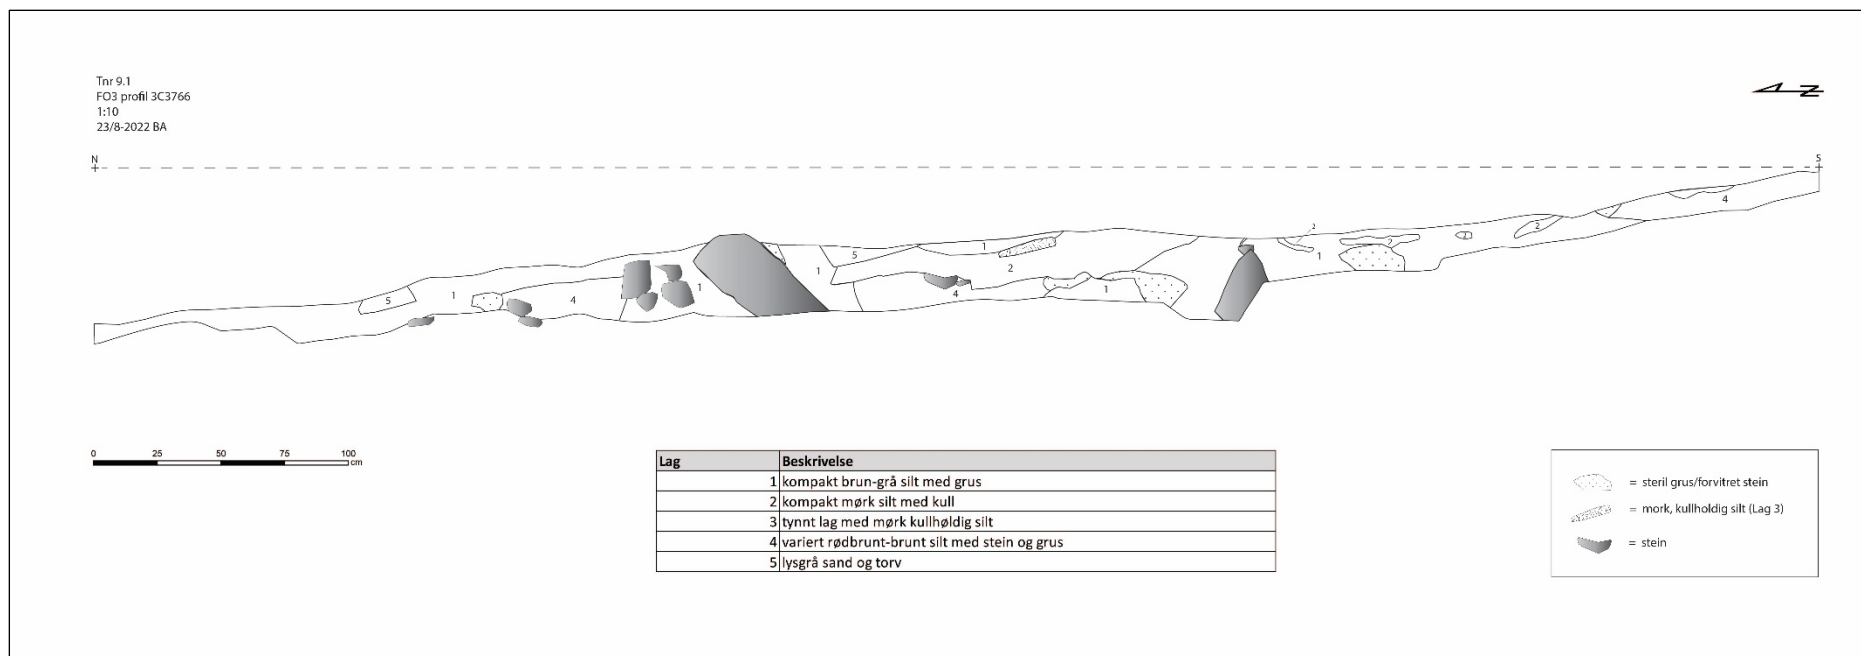 Tnr 9.1
FO3 profil 3C3766
1:10
23/8-2022 BA
N
S
N
5
1
4
1
1
5
1
2
4
1
2
1
2
2
2
4
0 25 50 75 100
cm
Lag Beskrivelse
1 kompakt brun-grå silt med grus
2 kompakt mørk silt med kull
3 tynnt lag med mørk kullhøldig silt
4 variert rødbrunt-brunt silt med stein og grus
5 lysgrå sand og torv
= steril grus/forvitret stein
= mork, kullholdig silt (Lag 3)
= stein